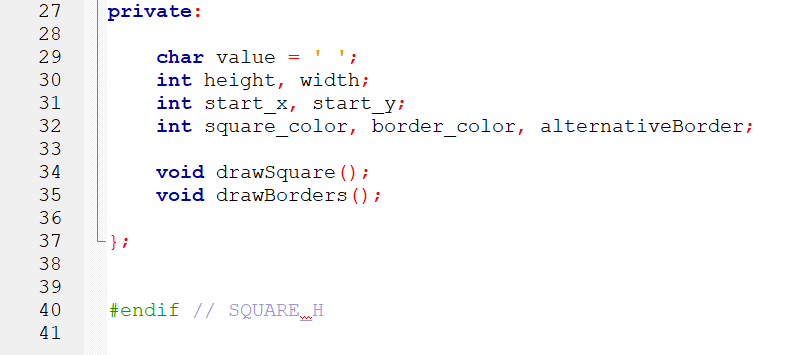 27 private:
28
29 char value = ' ';
30 int height, width;
31 int start_x, start_y;
32 int square_color, border_color, alternativeBorder;
33
34 void drawSquare();
35 void drawBorders();
36
37 };
38
39
40 #endif // SQUARE_H
41